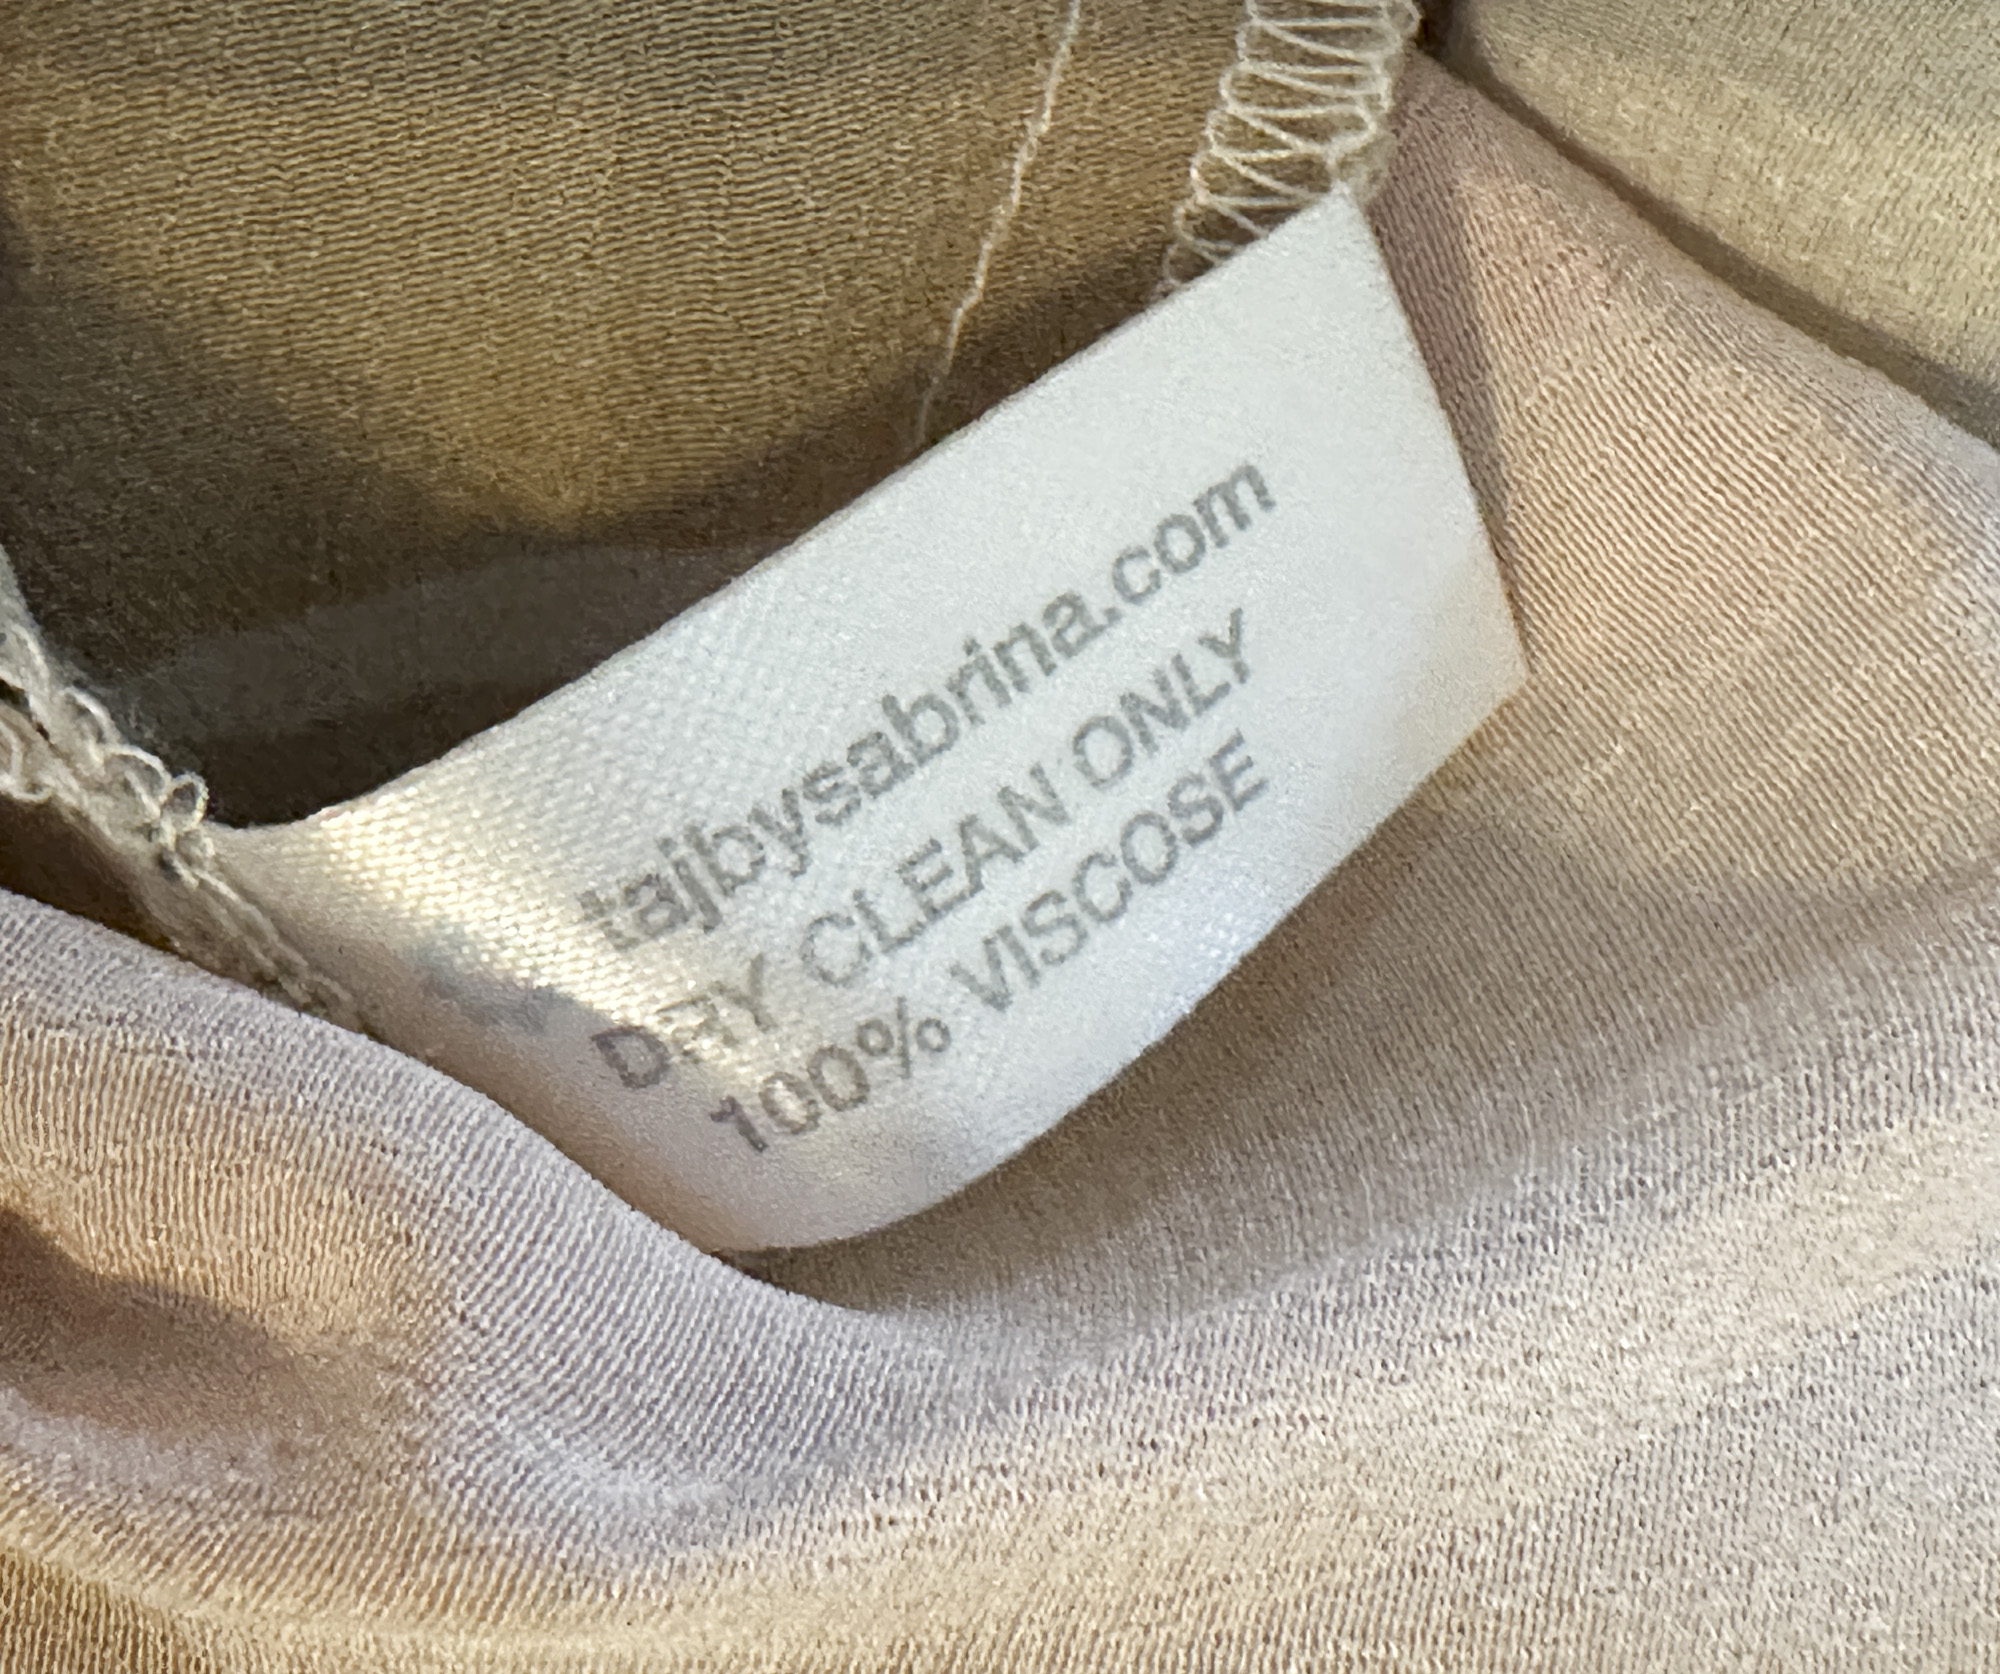 tajbysabrina.com
DRY CLEAN ONLY
100% VISCOSE